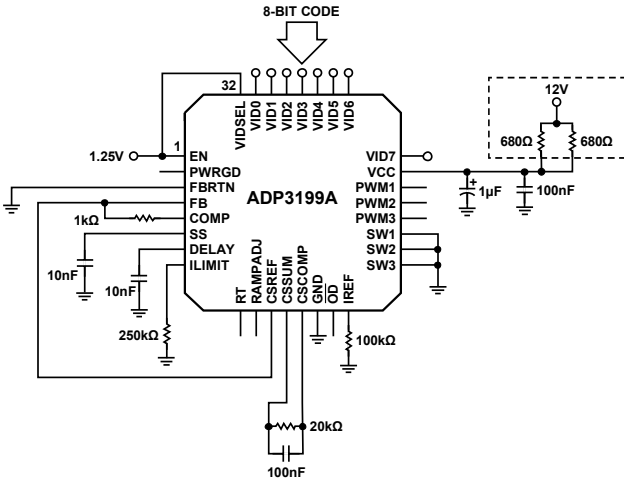 8-BIT CODE
32
VIDSEL
VID0
VID1
VID2
VID3
VID4
VID5
VID6
12V
680Ω
680Ω
1
1.25V
EN
PWRGD
FBRTN
FB
COMP
SS
DELAY
ILIMIT
1kΩ
10nF
10nF
250kΩ
ADP3199A
VID7
VCC
PWM1
PWM2
PWM3
SW1
SW2
SW3
+
1µF
100nF
RT
RAMPADJ
CSREF
CSSUM
CSCOMP
GND
OD
IREF
100kΩ
20kΩ
100nF